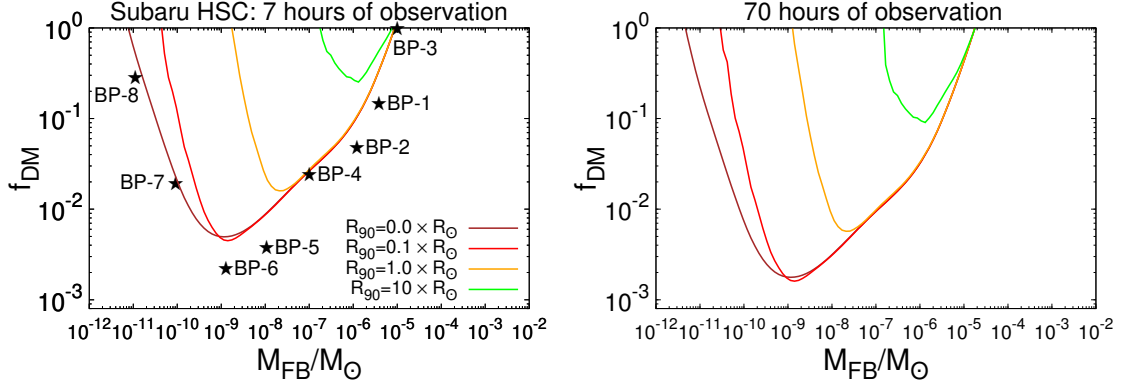 Subaru HSC: 7 hours of observation
f_DM
10^0
10^-1
10^-2
10^-3
BP-3
BP-8
BP-1
BP-2
BP-4
BP-7
BP-5
BP-6
R_90=0.0 × R_⊙
R_90=0.1 × R_⊙
R_90=1.0 × R_⊙
R_90=10 × R_⊙
10^-12 10^-11 10^-10 10^-9 10^-8 10^-7 10^-6 10^-5 10^-4 10^-3 10^-2
M_FB/M_⊙
70 hours of observation
f_DM
10^0
10^-1
10^-2
10^-3
10^-12 10^-11 10^-10 10^-9 10^-8 10^-7 10^-6 10^-5 10^-4 10^-3 10^-2
M_FB/M_⊙